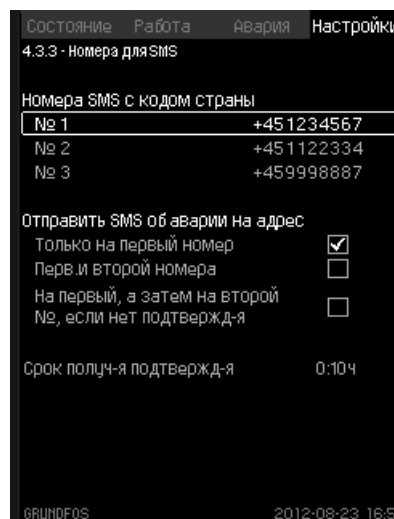 Состояние Работа Авария Настройки
4.3.3 - Номера для SMS
Номера SMS с кодом страны
№ 1 +451234567
№ 2 +451122334
№ 3 +459998887
Отправить SMS об аварии на адрес
Только на первый номер
Перв.и второй номера
На первый, а затем на второй
№, если нет подтвержд-я
Срок получ-я подтвержд-я 0:10ч
GRUNDFOS 2012-08-23 16:5